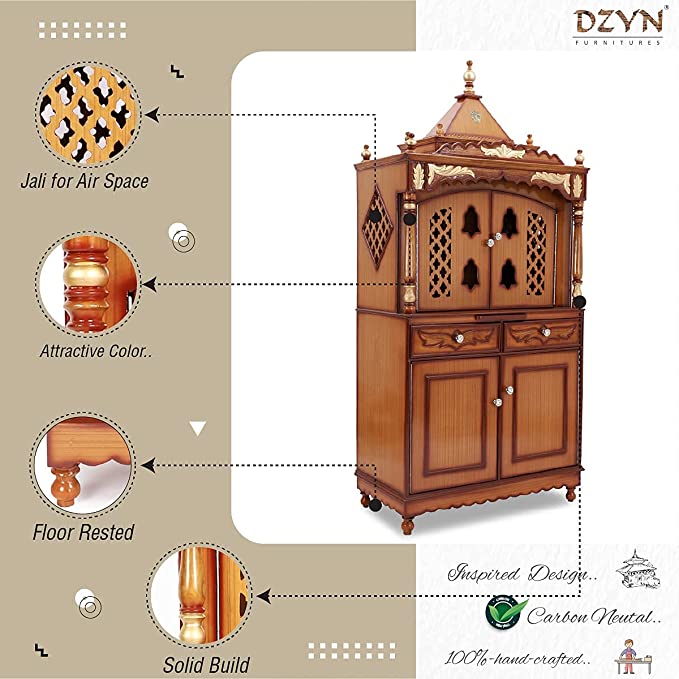 DZYN®
FURNITURES
Jali for Air Space
Attractive Color..
Floor Rested
Solid Build
Inspired Design..
Carbon Neutal..
100%-hand-crafted..